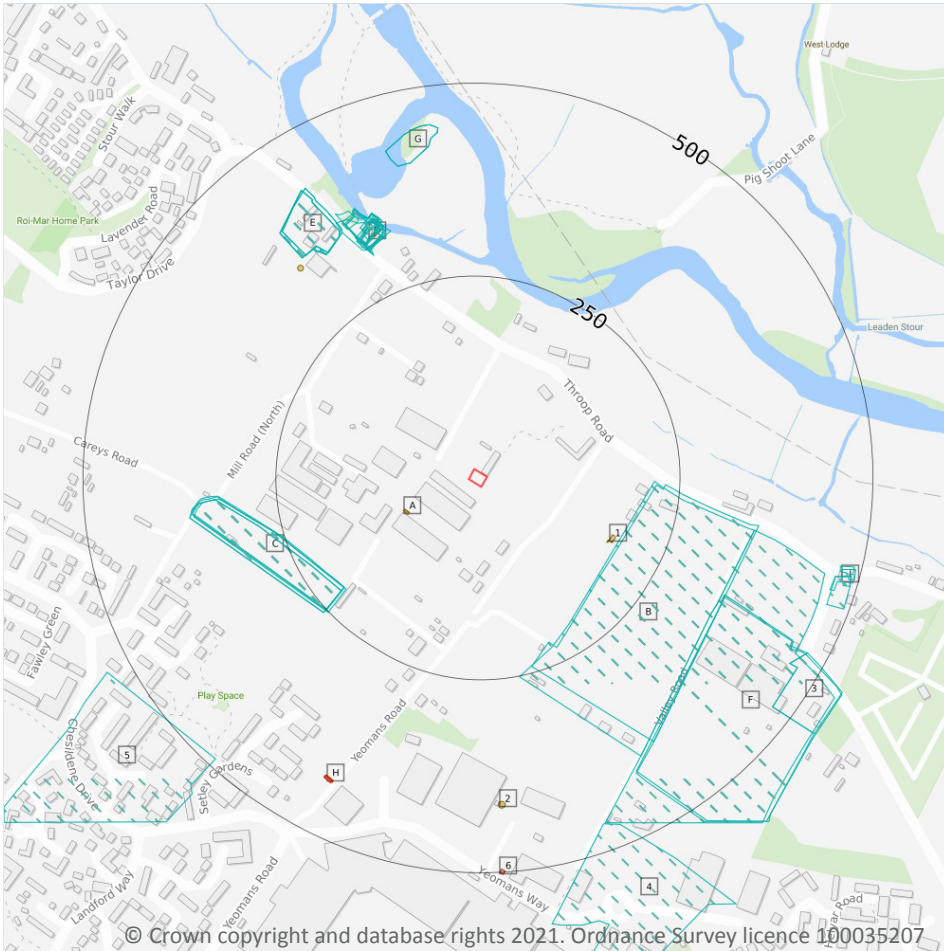 West Lodge
Stour Walk
G
500
Pig Shoot Lane
Roi-Mar Home Park
Lavender Road
E
Taylor Drive
250
Leaden Stour
Throop Road
Mill Road (North)
Careys Road
A
1
C
B
Fawley Green
Play Space
Valley Road
3
F
Yeomans Road
5
Chesildene Drive
Setley Gardens
H
2
6
Yeomans Way
4
Landford Way
Yeomans Road
Road
© Crown copyright and database rights 2021. Ordnance Survey licence 100035207